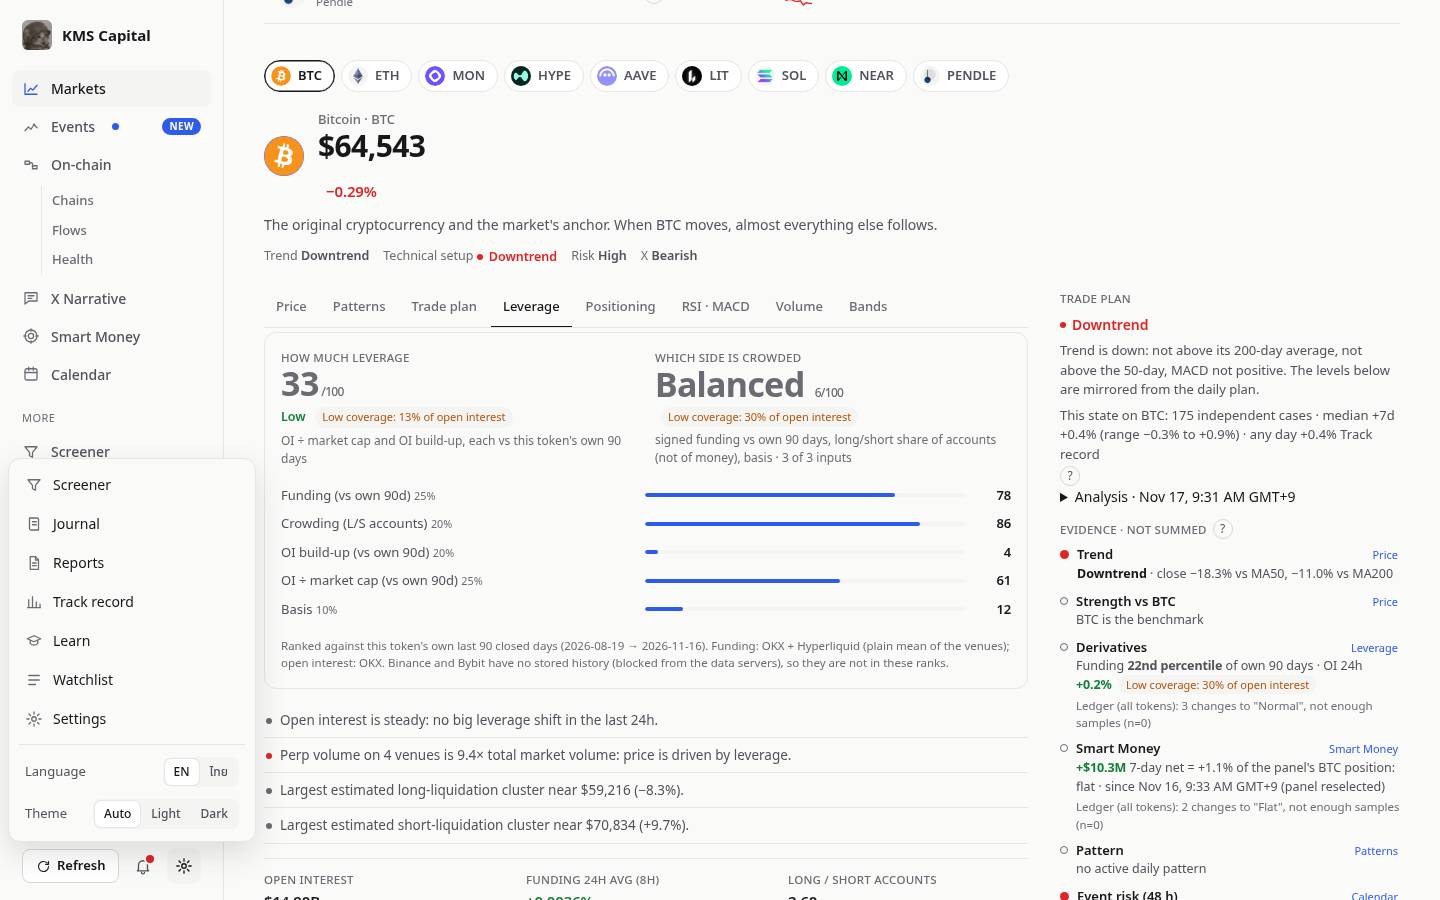 Pendle
KMS Capital
Markets
Events NEW
On-chain
Chains
Flows
Health
X Narrative
Smart Money
Calendar
MORE
Screener
Screener
Journal
Reports
Track record
Learn
Watchlist
Settings
Language EN ไทย
Theme Auto Light Dark
Refresh
BTC ETH MON HYPE AAVE LIT SOL NEAR PENDLE
Bitcoin · BTC
$64,543
−0.29%
The original cryptocurrency and the market's anchor. When BTC moves, almost everything else follows.
Trend Downtrend Technical setup Downtrend Risk High X Bearish
Price Patterns Trade plan Leverage Positioning RSI · MACD Volume Bands
HOW MUCH LEVERAGE
33 /100
Low Low coverage: 13% of open interest
OI ÷ market cap and OI build-up, each vs this token's own 90
days
WHICH SIDE IS CROWDED
Balanced 6/100
Low coverage: 30% of open interest
signed funding vs own 90 days, long/short share of accounts
(not of money), basis · 3 of 3 inputs
Funding (vs own 90d) 25% 78
Crowding (L/S accounts) 20% 86
OI build-up (vs own 90d) 20% 4
OI ÷ market cap (vs own 90d) 25% 61
Basis 10% 12
Ranked against this token's own last 90 closed days (2026-08-19 → 2026-11-16). Funding: OKX + Hyperliquid (plain mean of the venues);
open interest: OKX. Binance and Bybit have no stored history (blocked from the data servers), so they are not in these ranks.
Open interest is steady: no big leverage shift in the last 24h.
Perp volume on 4 venues is 9.4× total market volume: price is driven by leverage.
Largest estimated long-liquidation cluster near $59,216 (−8.3%).
Largest estimated short-liquidation cluster near $70,834 (+9.7%).
OPEN INTEREST FUNDING 24H AVG (8H) LONG / SHORT ACCOUNTS
TRADE PLAN
Downtrend
Trend is down: not above its 200-day average, not
above the 50-day, MACD not positive. The levels below
are mirrored from the daily plan.
This state on BTC: 175 independent cases · median +7d
+0.4% (range −0.3% to +0.9%) · any day +0.4% Track
record
?
Analysis · Nov 17, 9:31 AM GMT+9
EVIDENCE · NOT SUMMED ?
Trend Price
Downtrend · close −18.3% vs MA50, −11.0% vs MA200
Strength vs BTC Price
BTC is the benchmark
Derivatives Leverage
Funding 22nd percentile of own 90 days · OI 24h
+0.2% Low coverage: 30% of open interest
Ledger (all tokens): 3 changes to "Normal", not enough
samples (n=0)
Smart Money Smart Money
+$10.3M 7-day net = +1.1% of the panel's BTC position:
flat · since Nov 16, 9:33 AM GMT+9 (panel reselected)
Ledger (all tokens): 2 changes to "Flat", not enough samples
(n=0)
Pattern Patterns
no active daily pattern
Event risk (48 h) Calendar